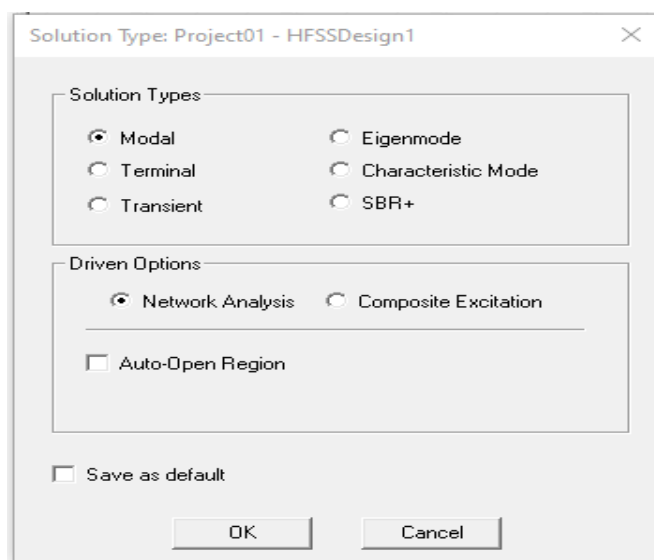 Solution Type: Project01 - HFSSDesign1
Solution Types
Modal
Eigenmode
Terminal
Characteristic Mode
Transient
SBR+
Driven Options
Network Analysis
Composite Excitation
Auto-Open Region
Save as default
OK
Cancel